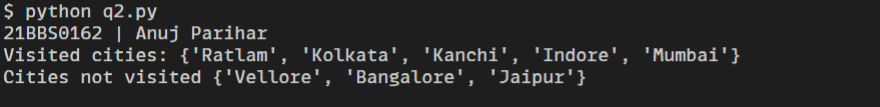 $ python q2.py
21BBS0162 | Anuj Parihar
Visited cities: {'Ratlam', 'Kolkata', 'Kanchi', 'Indore', 'Mumbai'}
Cities not visited {'Vellore', 'Bangalore', 'Jaipur'}